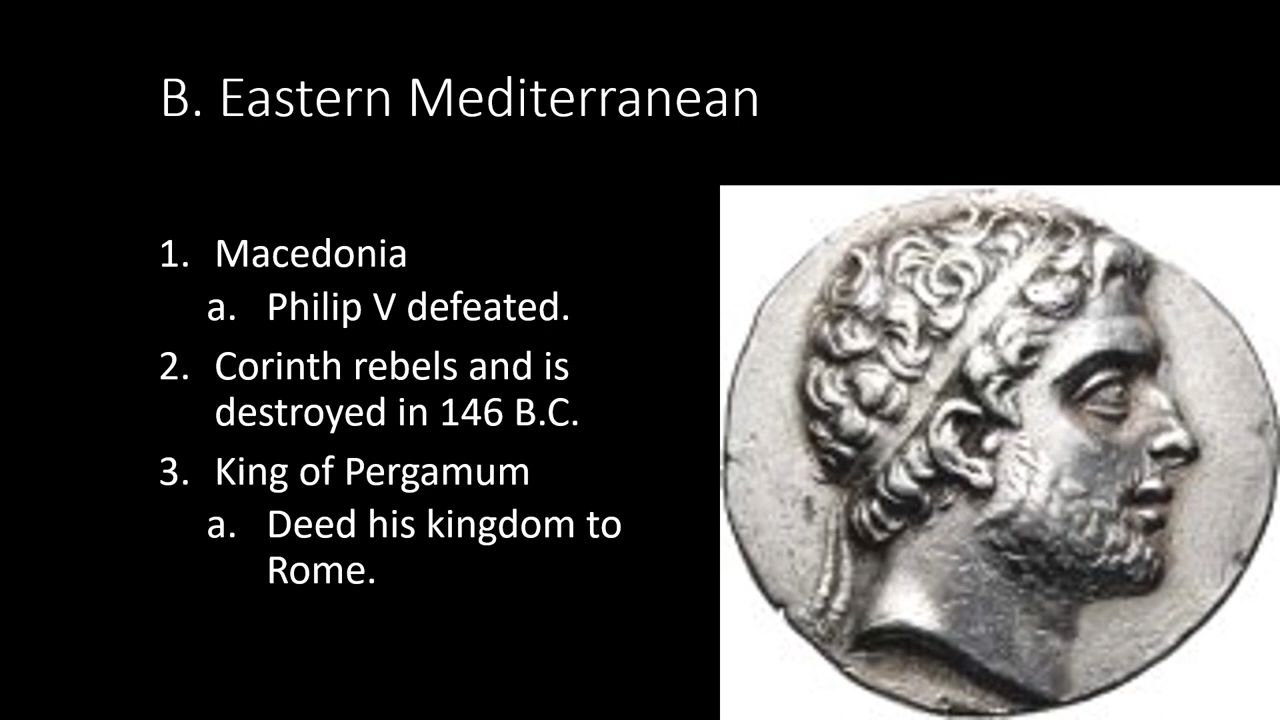 B. Eastern Mediterranean
1. Macedonia
a. Philip V defeated.
2. Corinth rebels and is
destroyed in 146 B.C.
3. King of Pergamum
a. Deed his kingdom to
Rome.